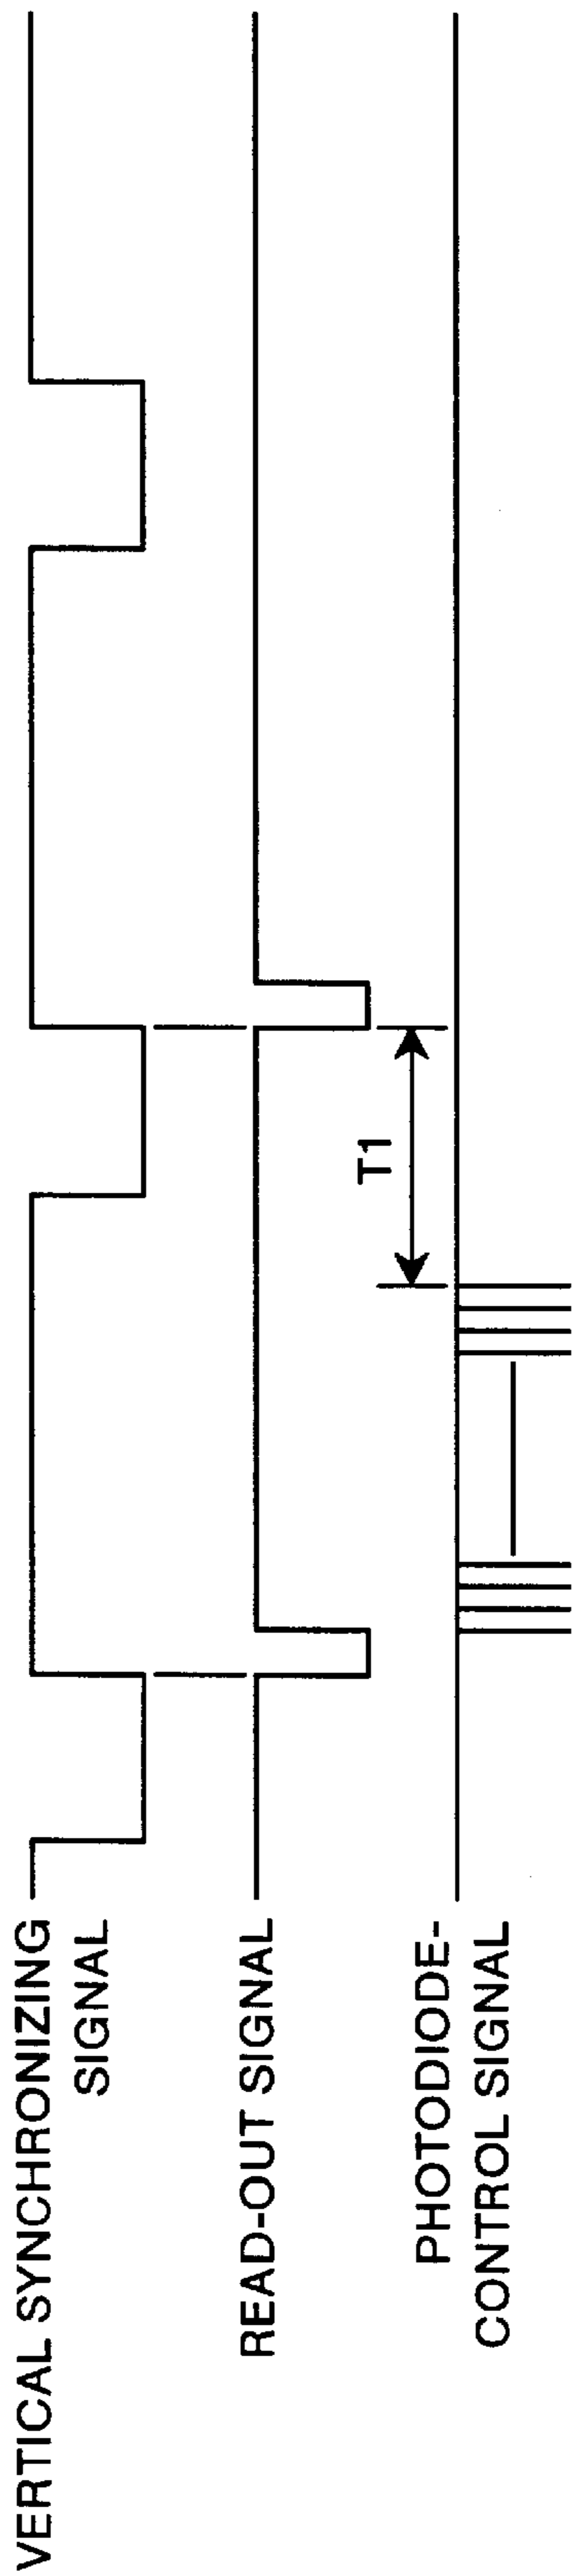 VERTICAL SYNCHRONIZING
SIGNAL
READ-OUT SIGNAL
T1
PHOTODIODE-
CONTROL SIGNAL